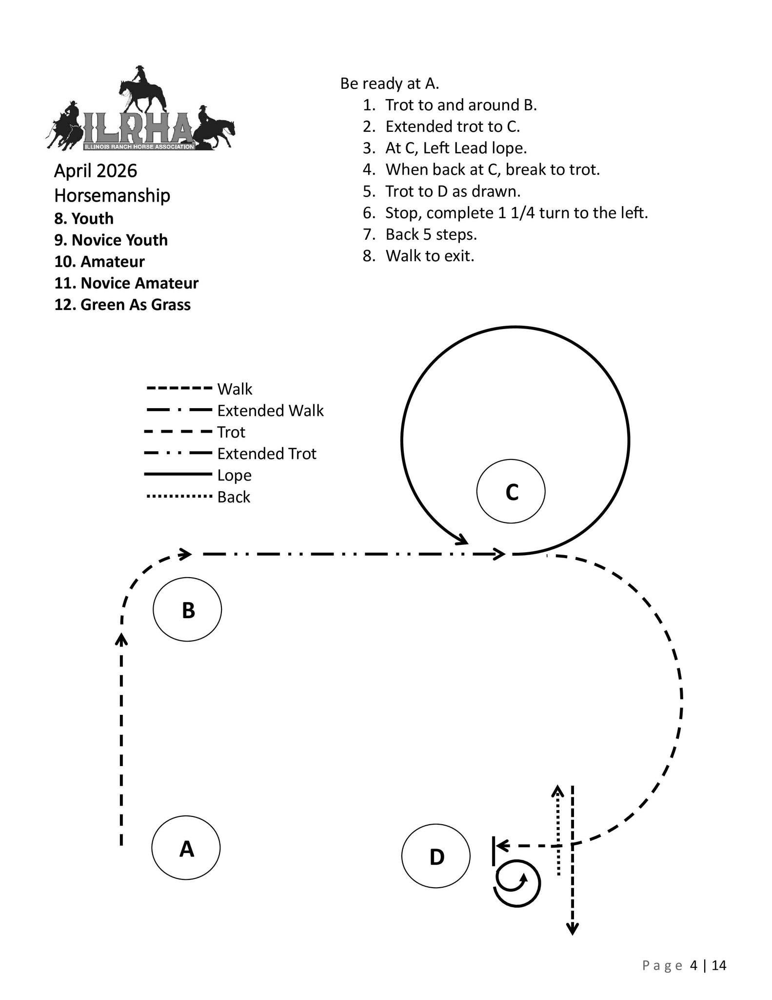 ILRHA
ILLINOIS RANCH HORSE ASSOCIATION
April 2026
Horsemanship
8. Youth
9. Novice Youth
10. Amateur
11. Novice Amateur
12. Green As Grass
Be ready at A.
1. Trot to and around B.
2. Extended trot to C.
3. At C, Left Lead lope.
4. When back at C, break to trot.
5. Trot to D as drawn.
6. Stop, complete 1 1/4 turn to the left.
7. Back 5 steps.
8. Walk to exit.
Walk
Extended Walk
Trot
Extended Trot
Lope
Back
C
B
A
D
Page 4 | 14